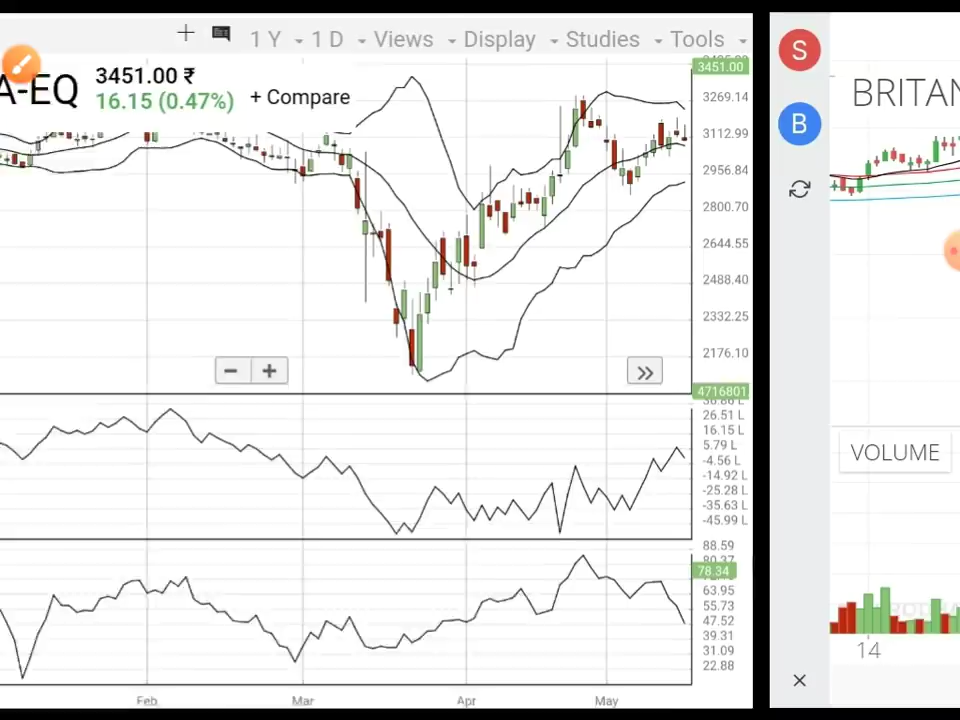 1 Y 1 D Views Display Studies Tools
A-EQ
3451.00 ₹
16.15 (0.47%)
+ Compare
3451.00
3269.14
3112.99
2956.84
2800.70
2644.55
2488.40
2332.25
2176.10
4716801
26.51 L
16.15 L
5.79 L
-4.56 L
-14.92 L
-25.28 L
-35.63 L
-45.99 L
88.59
80.37
78.34
63.95
55.73
47.52
39.31
31.09
22.88
Feb Mar Apr May
S
B
BRITAN
VOLUME
14